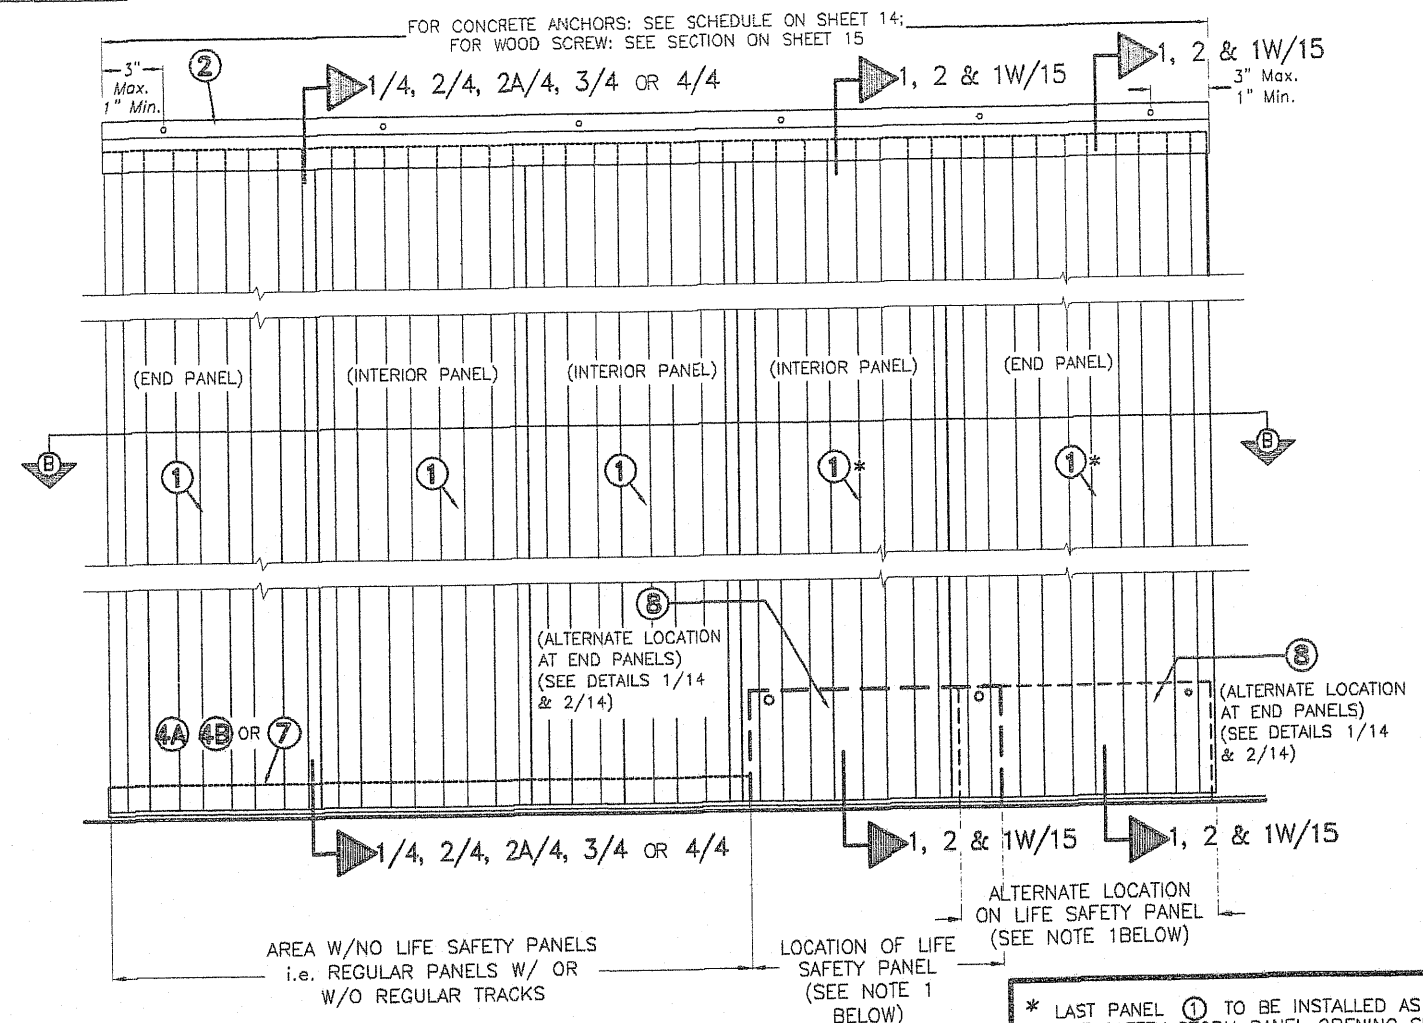 FOR CONCRETE ANCHORS: SEE SCHEDULE ON SHEET 14;
FOR WOOD SCREW: SEE SECTION ON SHEET 15
3"
Max.
1" Min.
2
1/4, 2/4, 2A/4, 3/4 OR 4/4
1, 2 & 1W/15
1, 2 & 1W/15
3" Max.
1" Min.
(END PANEL)
(INTERIOR PANEL)
(INTERIOR PANEL)
(INTERIOR PANEL)
(END PANEL)
B
1
1
1
1*
1*
B
8
(ALTERNATE LOCATION
AT END PANELS)
(SEE DETAILS 1/14
& 2/14)
8
(ALTERNATE LOCATION
AT END PANELS)
(SEE DETAILS 1/14
& 2/14)
4A 4B OR 7
1/4, 2/4, 2A/4, 3/4 OR 4/4
1, 2 & 1W/15
1, 2 & 1W/15
AREA W/NO LIFE SAFETY PANELS
i.e. REGULAR PANELS W/ OR
W/O REGULAR TRACKS
LOCATION OF LIFE
SAFETY PANEL
(SEE NOTE 1
BELOW)
ALTERNATE LOCATION
ON LIFE SAFETY PANEL
(SEE NOTE 1BELOW)
* LAST PANEL 1 TO BE INSTALLED AS